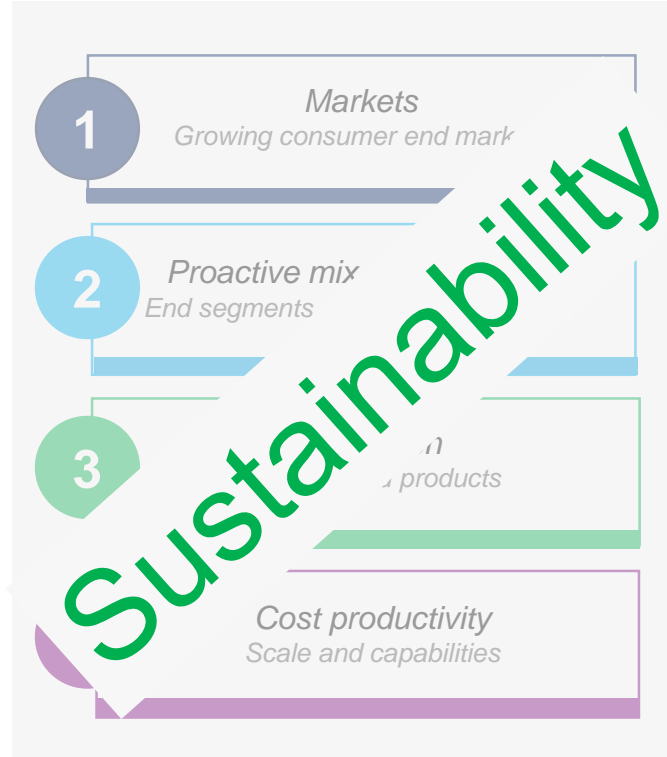 1
Markets
Growing consumer end mark
2
Proactive mix
End segments
3
products
Cost productivity
Scale and capabilities
Sustainability